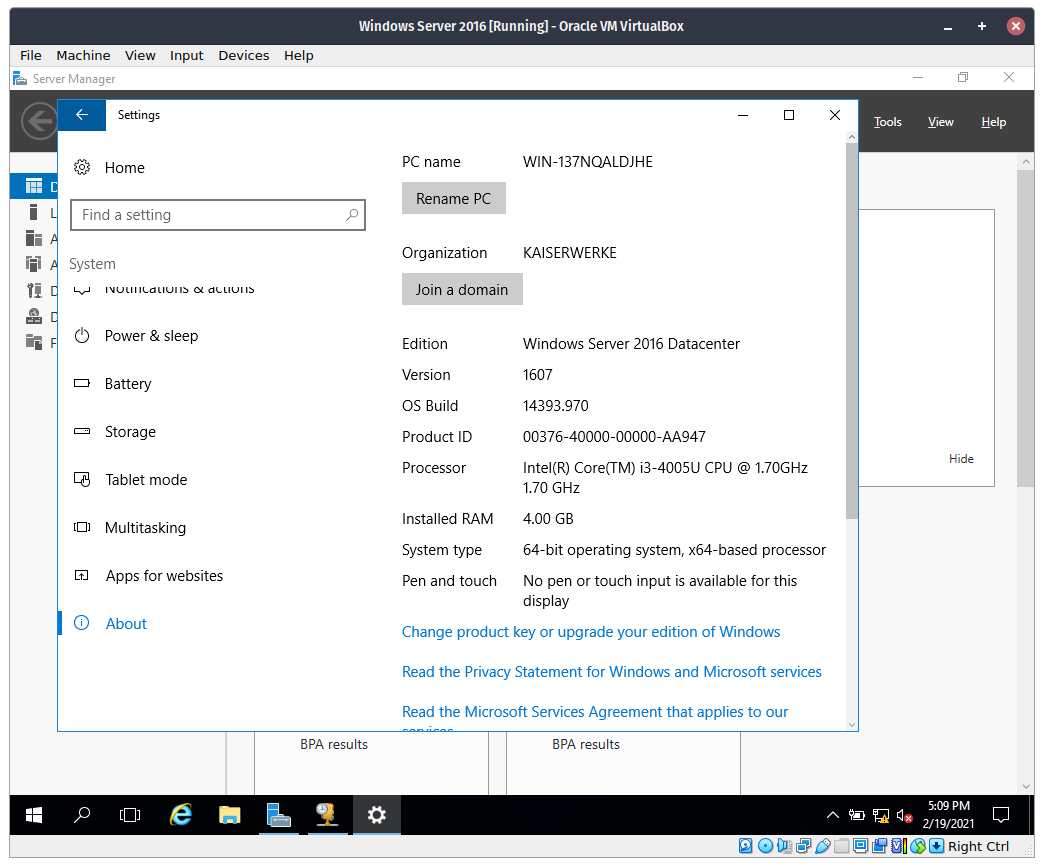 Windows Server 2016 [Running] - Oracle VM VirtualBox
File Machine View Input Devices Help
Server Manager
Tools View Help
Settings
Home
Find a setting
System
Notifications & actions
Power & sleep
Battery
Storage
Tablet mode
Multitasking
Apps for websites
About
PC name WIN-137NQALDJHE
Rename PC
Organization KAISERWERKE
Join a domain
Edition Windows Server 2016 Datacenter
Version 1607
OS Build 14393.970
Product ID 00376-40000-00000-AA947
Processor Intel(R) Core(TM) i3-4005U CPU @ 1.70GHz
1.70 GHz
Installed RAM 4.00 GB
System type 64-bit operating system, x64-based processor
Pen and touch No pen or touch input is available for this
display
Change product key or upgrade your edition of Windows
Read the Privacy Statement for Windows and Microsoft services
Read the Microsoft Services Agreement that applies to our
services
D
L
A
A
D
D
F
Hide
BPA results BPA results
5:09 PM
2/19/2021
Right Ctrl